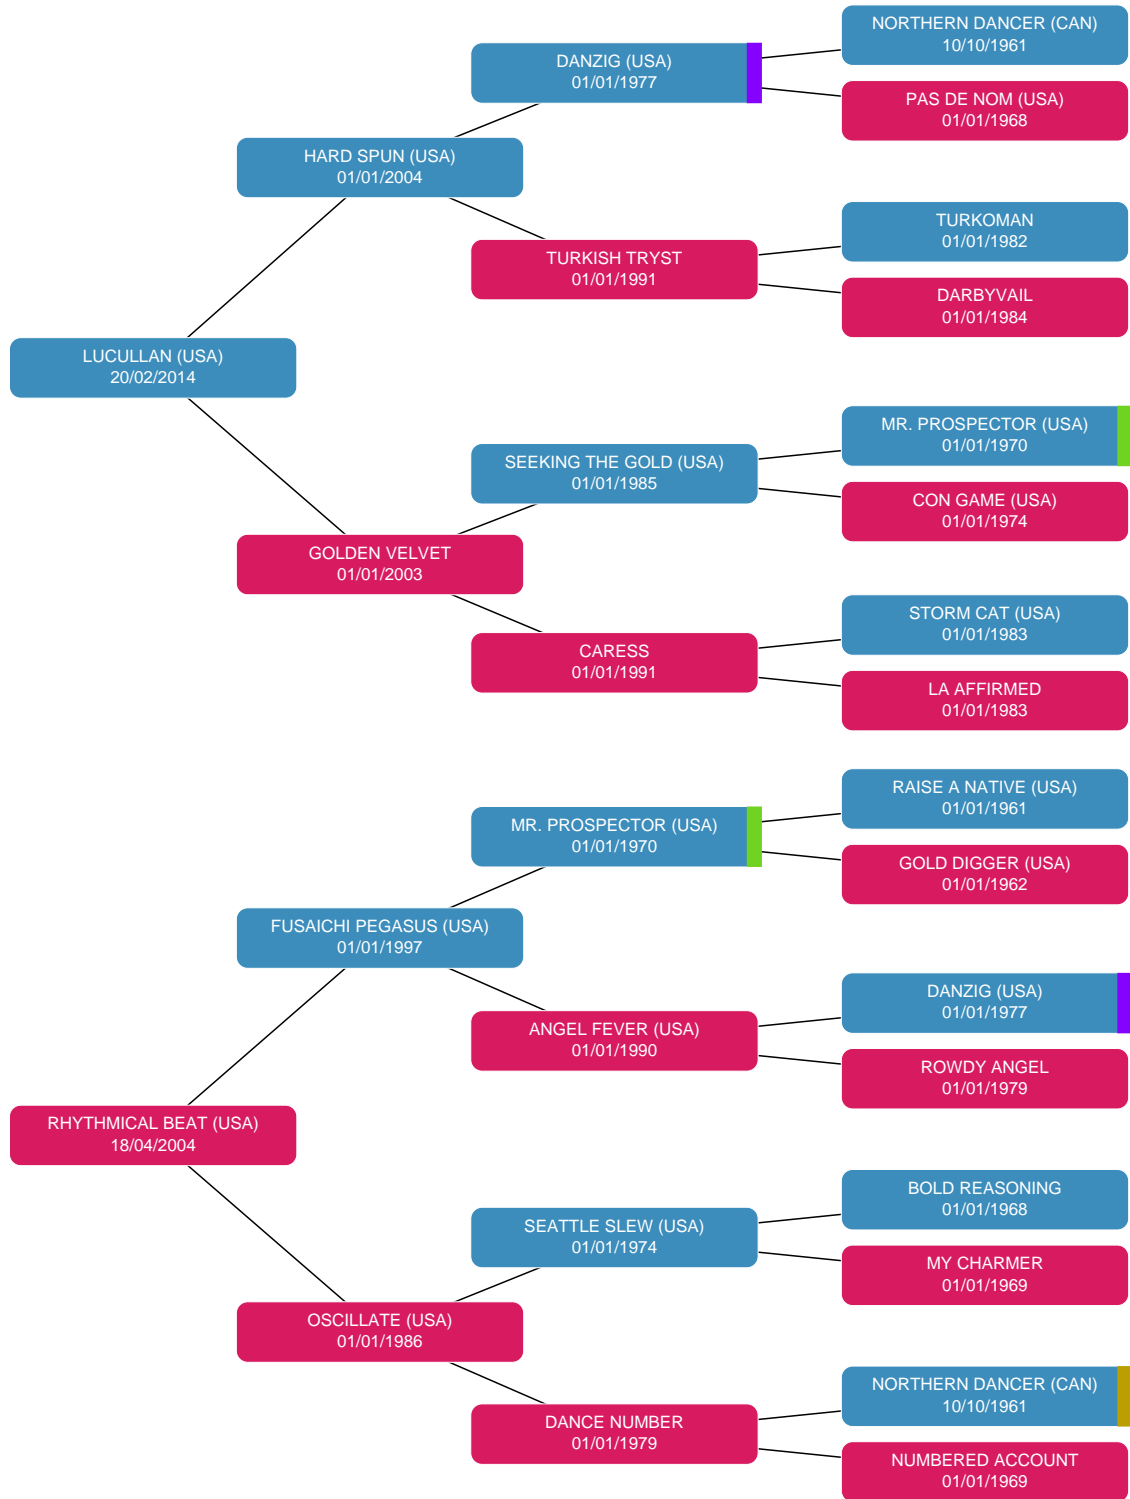 NORTHERN DANCER (CAN)
10/10/1961
DANZIG (USA)
01/01/1977
PAS DE NOM (USA)
01/01/1968
HARD SPUN (USA)
01/01/2004
TURKOMAN
01/01/1982
TURKISH TRYST
01/01/1991
DARBYVAIL
01/01/1984
LUCULLAN (USA)
20/02/2014
MR. PROSPECTOR (USA)
01/01/1970
SEEKING THE GOLD (USA)
01/01/1985
CON GAME (USA)
01/01/1974
GOLDEN VELVET
01/01/2003
STORM CAT (USA)
01/01/1983
CARESS
01/01/1991
LA AFFIRMED
01/01/1983
RAISE A NATIVE (USA)
01/01/1961
MR. PROSPECTOR (USA)
01/01/1970
GOLD DIGGER (USA)
01/01/1962
FUSAICHI PEGASUS (USA)
01/01/1997
DANZIG (USA)
01/01/1977
ANGEL FEVER (USA)
01/01/1990
ROWDY ANGEL
01/01/1979
RHYTHMICAL BEAT (USA)
18/04/2004
BOLD REASONING
01/01/1968
SEATTLE SLEW (USA)
01/01/1974
MY CHARMER
01/01/1969
OSCILLATE (USA)
01/01/1986
NORTHERN DANCER (CAN)
10/10/1961
DANCE NUMBER
01/01/1979
NUMBERED ACCOUNT
01/01/1969